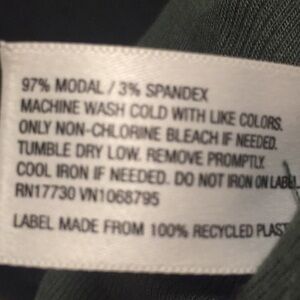 97% MODAL / 3% SPANDEX
MACHINE WASH COLD WITH LIKE COLORS.
ONLY NON-CHLORINE BLEACH IF NEEDED.
TUMBLE DRY LOW. REMOVE PROMPTLY.
COOL IRON IF NEEDED. DO NOT IRON ON LABEL
RN17730 VN1068795
LABEL MADE FROM 100% RECYCLED PLAST